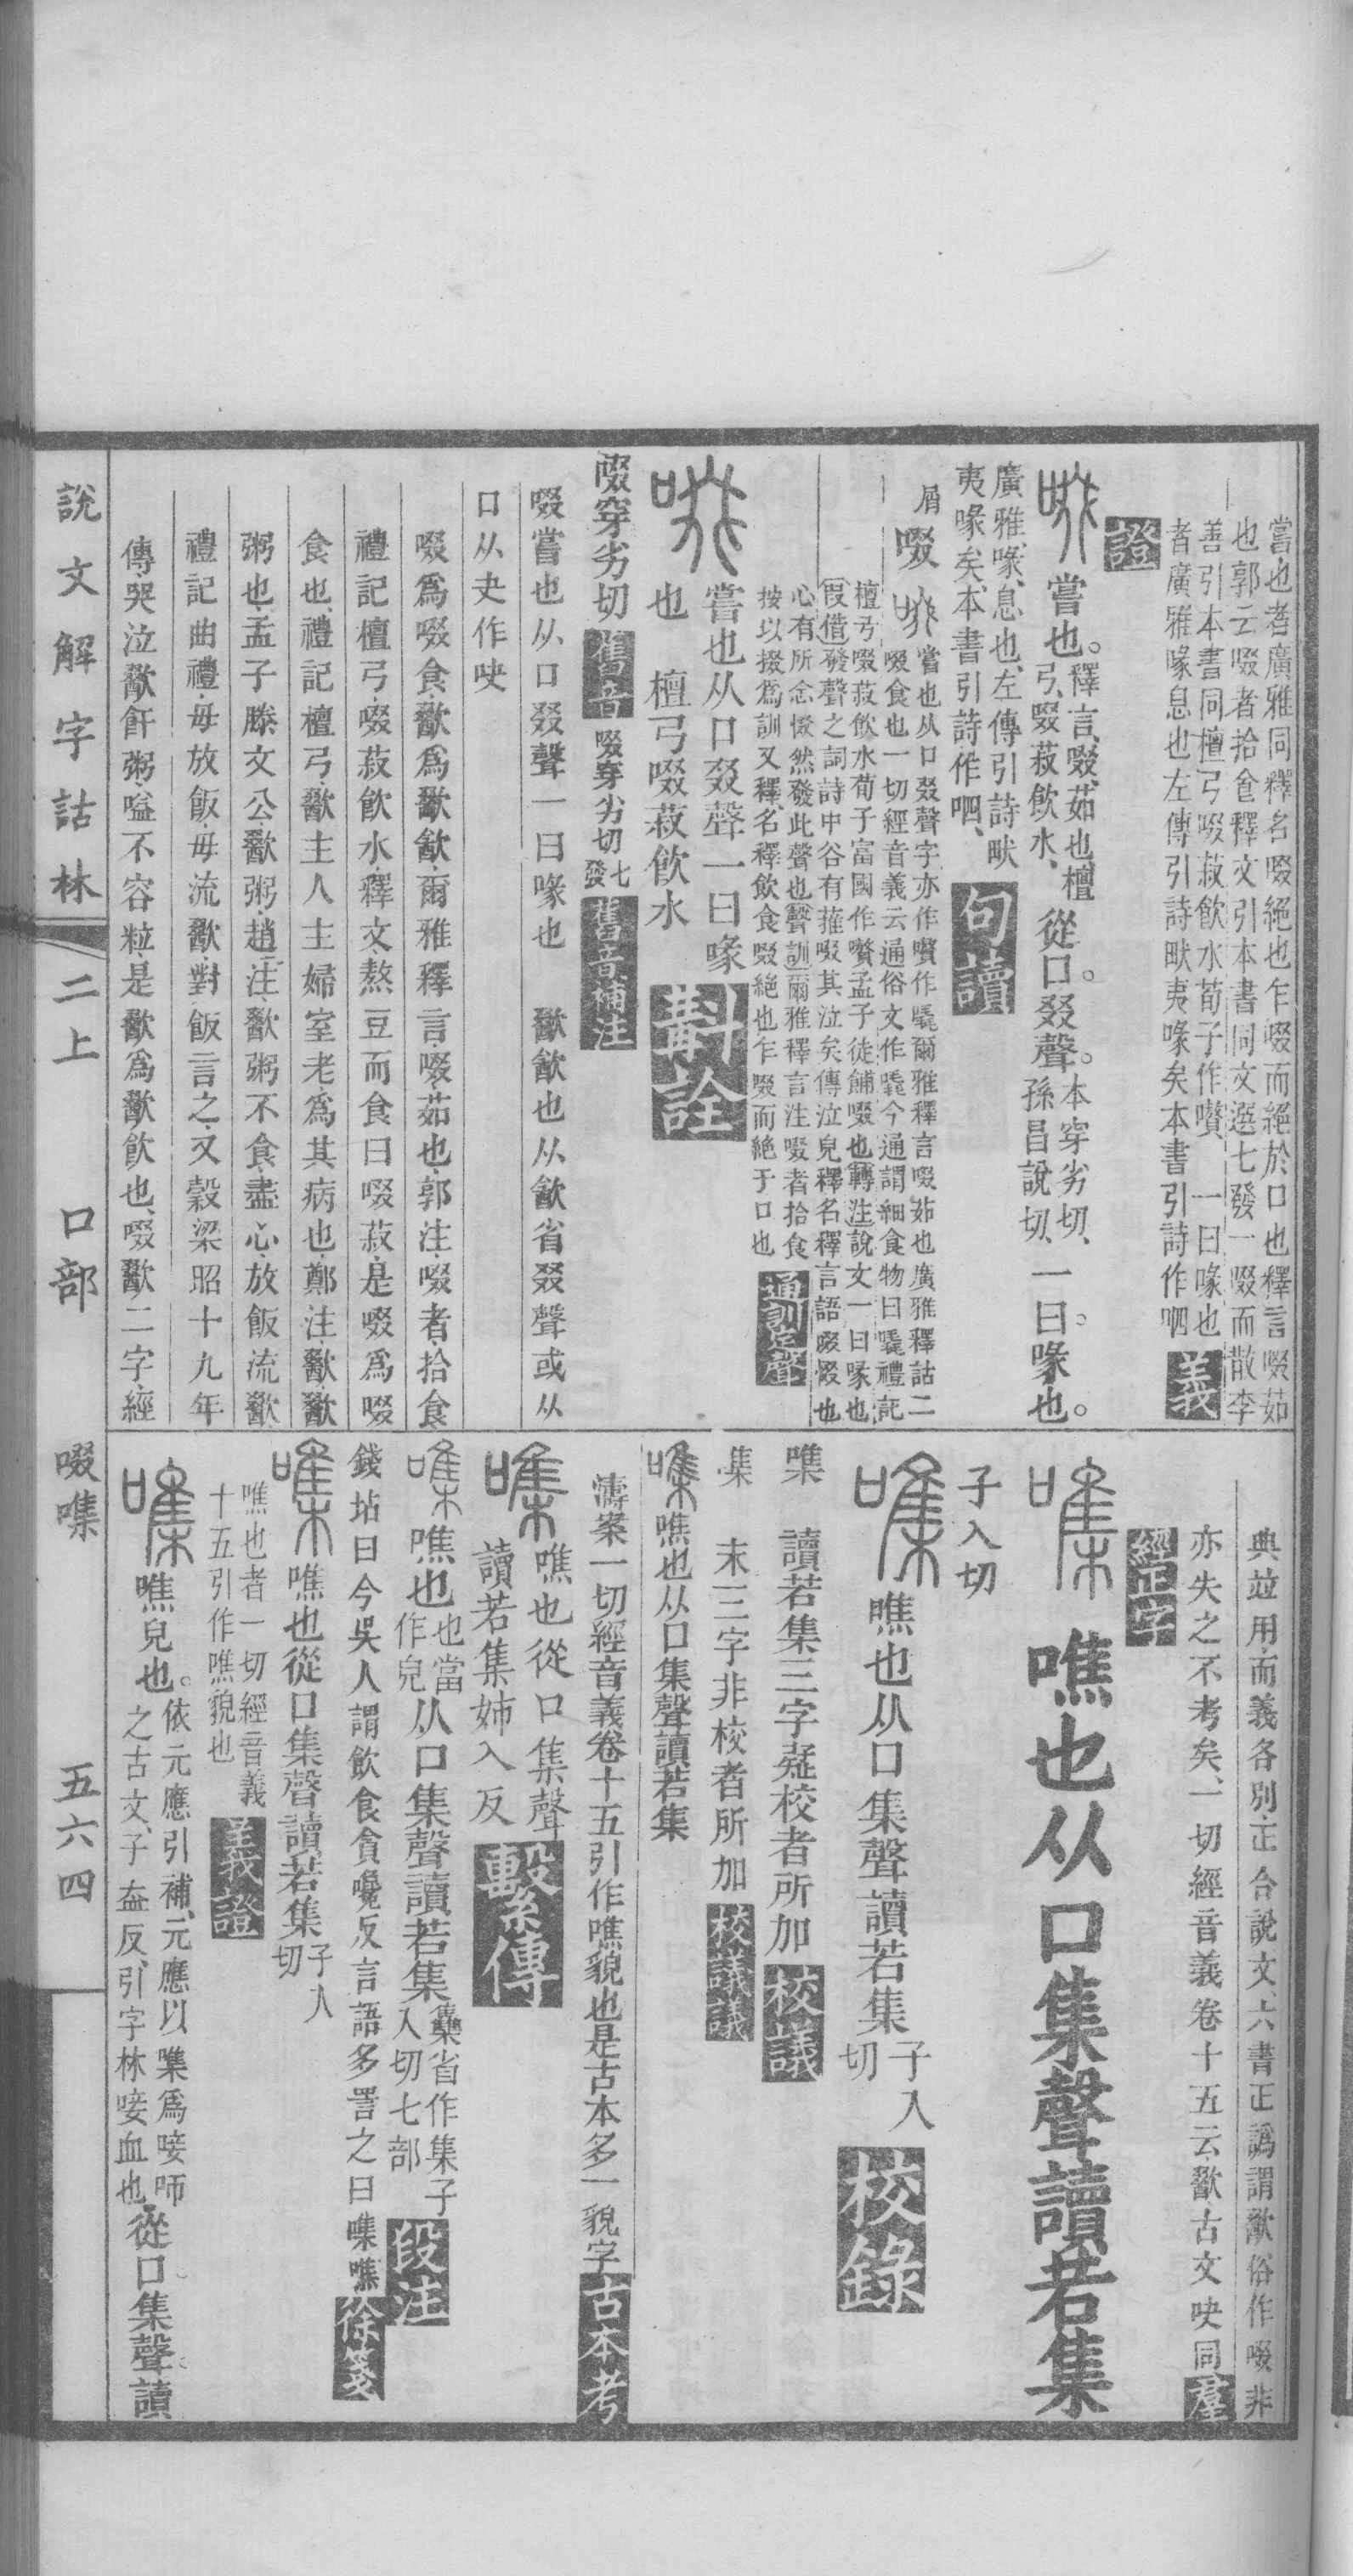 嘗也者廣雅同釋名啜絕也乍啜而絕於口也釋言啜茹
也郭云啜者拾食釋文引本書同文選七發一啜而散李
善引本書同檀弓啜菽飲水荀子作嚽 一曰喙也
者廣雅喙息也左傳引詩畎夷喙矣本書引詩作呬義
證
嘗也。釋言、啜、茹也、檀
弓、啜菽飲水、從口。叕聲。本穿劣切、
孫昌說切、一曰喙也。
廣雅、喙、息也、左傳引詩畎
夷喙矣、本書引詩作呬、句讀
屑啜 嘗也从口叕聲字亦作嚽作㗨爾雅釋言啜茹也廣雅釋詁二
啜食也一切經音義云通俗文作㗨今通謂細食物曰㗨禮記
檀弓啜菽飲水荀子富國作嚽孟子徒餔啜也轉注說文一曰喙也
假借發聲之詞詩中谷有蓷啜其泣矣傳泣皃釋名釋言語啜惙也
心有所念惙然發此聲也聲訓爾雅釋言注啜者拾食
按以掇爲訓又釋名釋飲食啜絕也乍啜而絕于口也通訓定聲
嘗也从口叕聲一曰喙
也 檀弓啜菽飲水 斠詮
啜穿劣切舊音 啜穿劣切七
發舊音補注
啜嘗也从口叕聲一曰喙也 歠㱃也从㱃省叕聲或从
口从夬作吷
啜爲啜食、歠爲歠㱃、爾雅釋言、啜、茹也、郭注、啜者、拾食
禮記檀弓、啜菽飲水釋文熬豆而食曰啜菽、是啜爲啜
食也、禮記檀弓歠主人主婦室老爲其病也、鄭注、歠、歠
粥也、孟子滕文公、歠粥、趙注、歠粥不食、盡心、放飯流歠
禮記曲禮、毋放飯、毋流歠、對飯言之、又穀梁昭十九年
傳、哭泣歠飦粥、嗌不容粒、是歠爲歠飲也、啜歠二字、經
典竝用、而義各別、正合說文、六書正譌謂歠俗作啜非
亦失之不考矣、一切經音義卷十五云、歠、古文吷同羣
經正字
噍也从口集聲讀若集
子入切
噍也从口集聲讀若集子入
切校錄
㗱 讀若集三字疑校者所加校議
集 末三字非校者所加校議議
噍也从口集聲讀若集
濤案一切經音義卷十五引作噍貌也是古本多一貌字古本考
噍也從口集聲
讀若集姉入反繫傳
噍也也當
作皃从口集聲讀若集雧省作集子
入切七部段注
錢坫曰今吳人謂飮食貪嚵及言語多詈之曰㗱噍徐箋
噍也從口集聲讀若集子入
切
噍也者一切經音義
十五引作噍貌也義證
噍皃也。依元應引補、元應以㗱爲唼師
之古文、子盍反、引字林唼血也、從口集聲讀
說文解字詁林 二上 口部 啜㗱 五六四